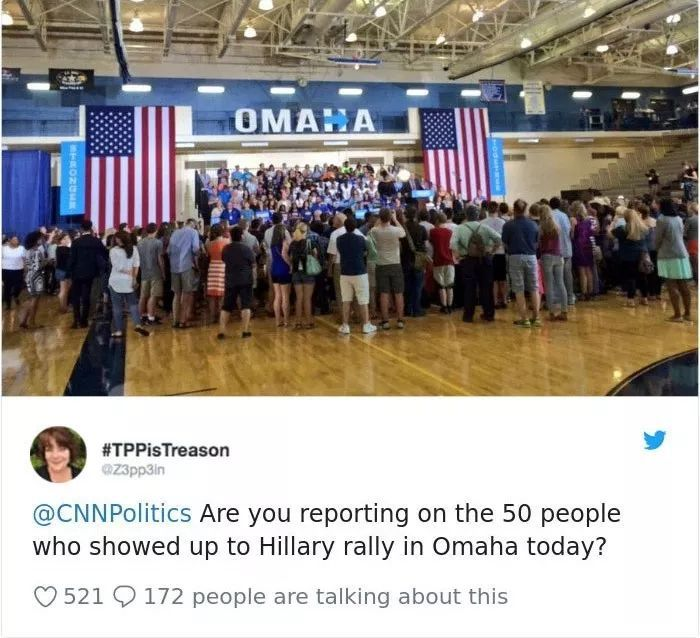 OMAHA
STRONGER
TOGETHER
#TPPisTreason
@Z3pp3in
@CNNPolitics Are you reporting on the 50 people
who showed up to Hillary rally in Omaha today?
521 172 people are talking about this